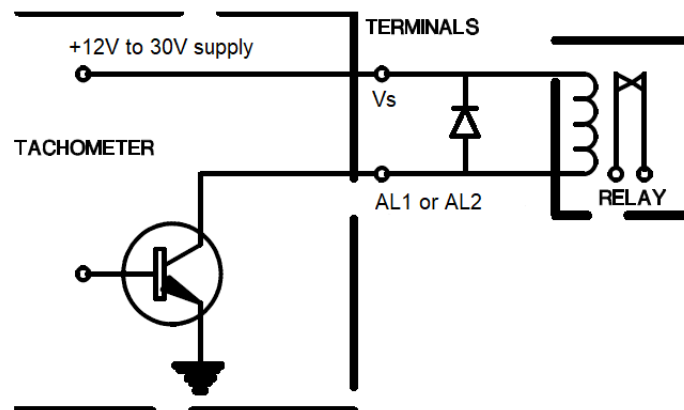 TERMINALS
+12V to 30V supply
Vs
TACHOMETER
AL1 or AL2
RELAY